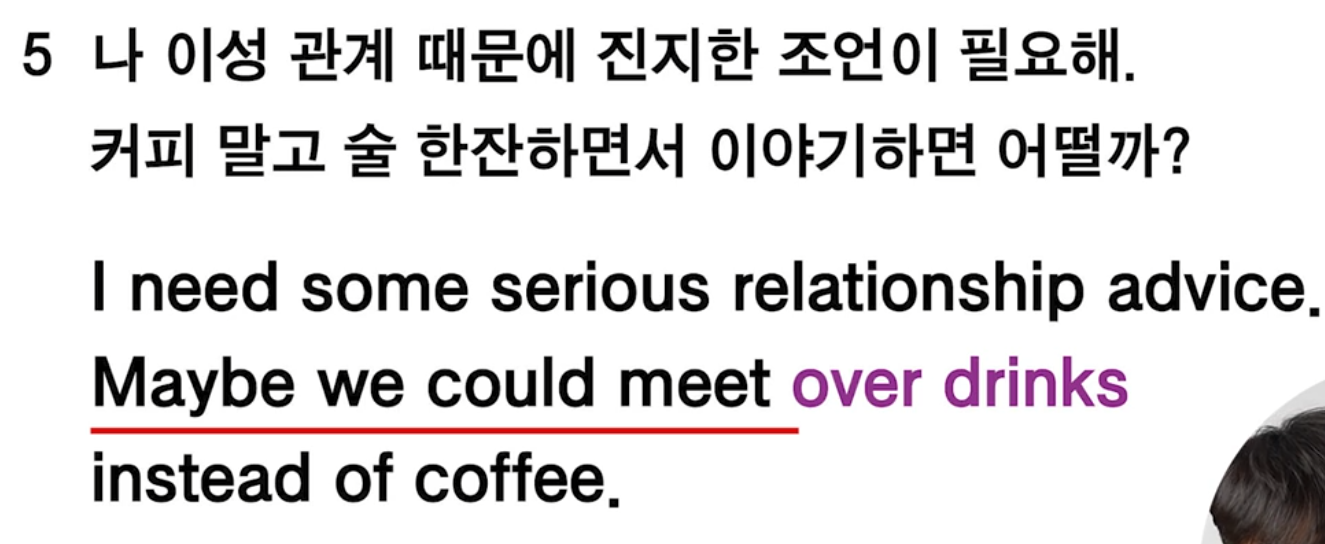 5 나 이성 관계 때문에 진지한 조언이 필요해.
커피 말고 술 한잔하면서 이야기하면 어떨까?
I need some serious relationship advice.
Maybe we could meet over drinks
instead of coffee.